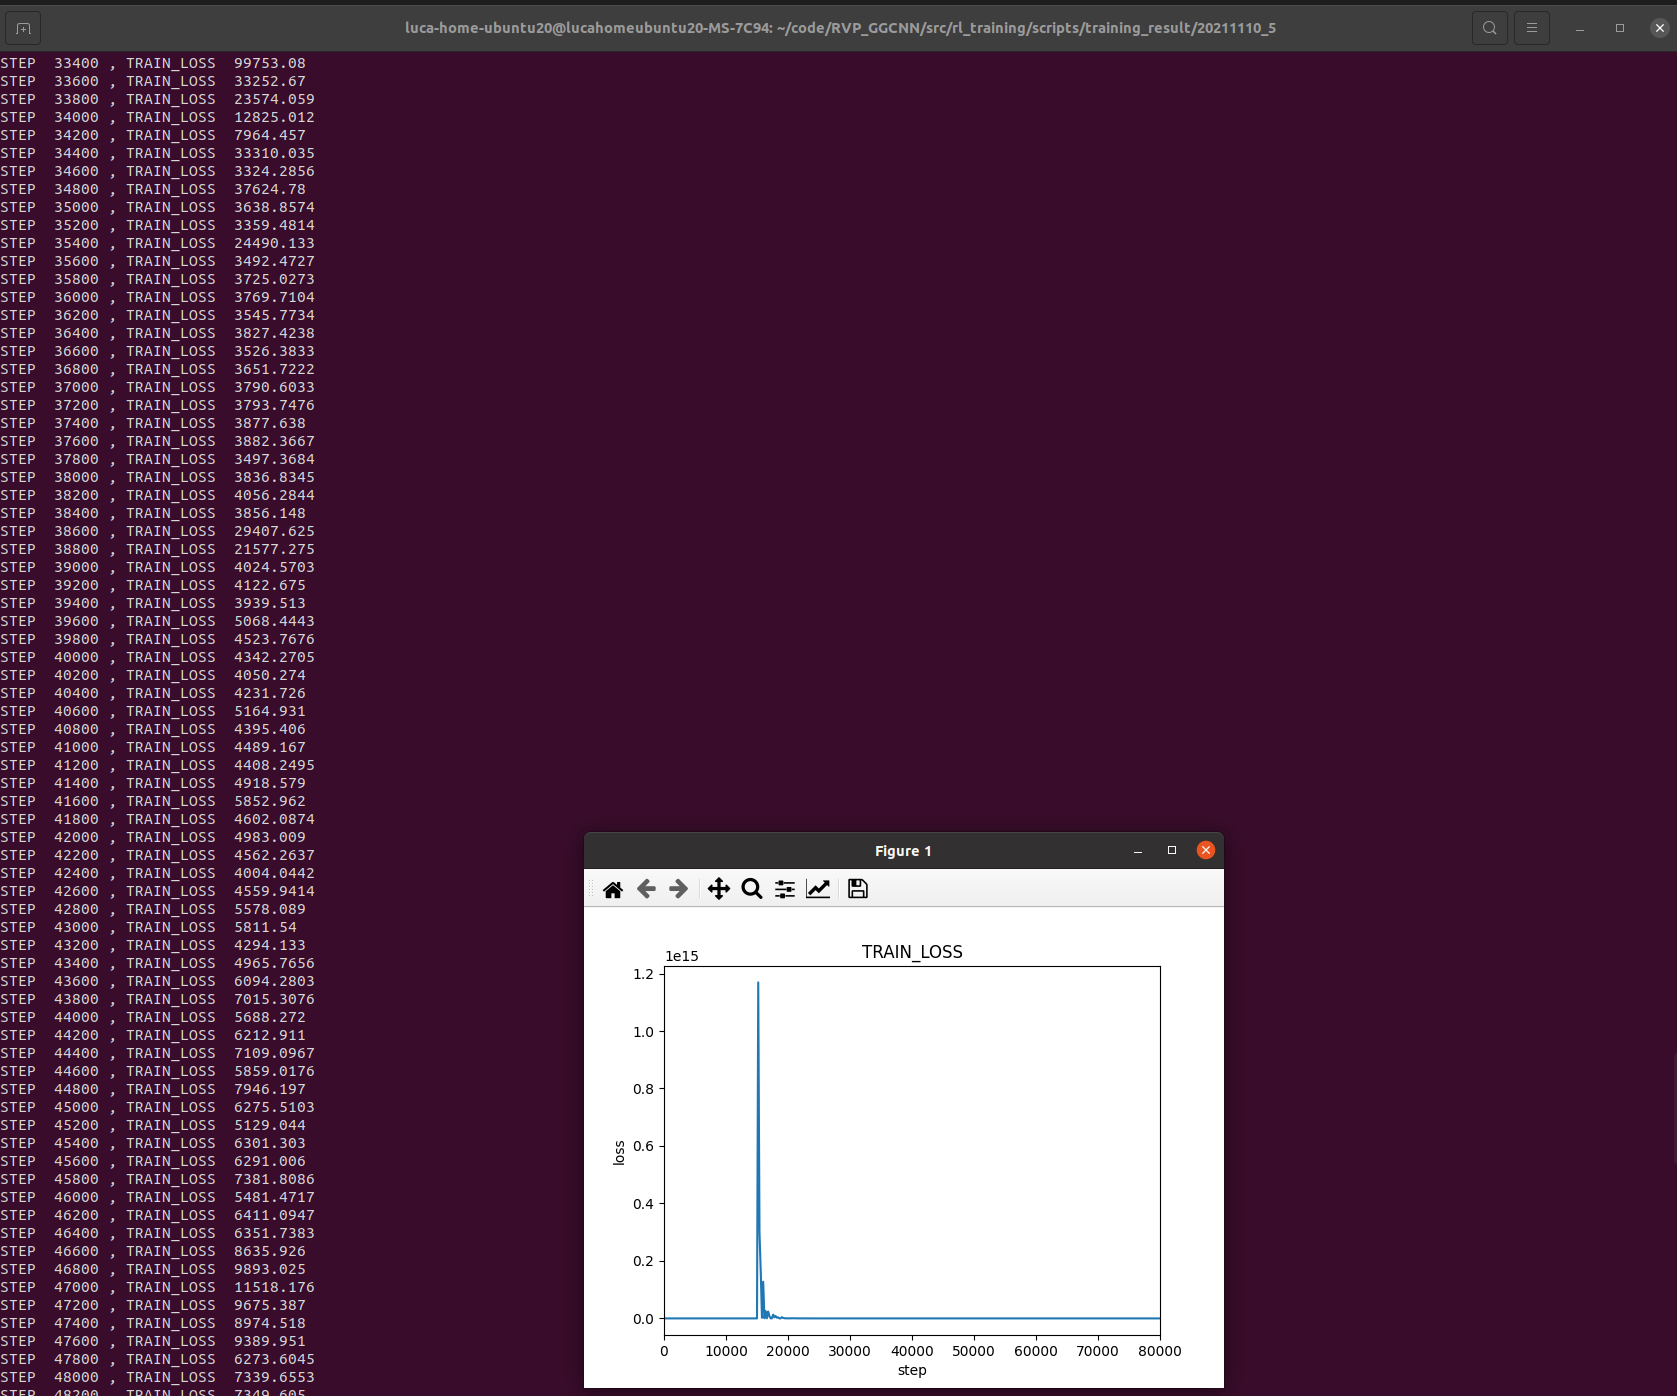 luca-home-ubuntu20@lucahomeubuntu20-MS-7C94: ~/code/RVP_GGCNN/src/rl_training/scripts/training_result/20211110_5
STEP  33400 , TRAIN_LOSS  99753.08
STEP  33600 , TRAIN_LOSS  33252.67
STEP  33800 , TRAIN_LOSS  23574.059
STEP  34000 , TRAIN_LOSS  12825.012
STEP  34200 , TRAIN_LOSS  7964.457
STEP  34400 , TRAIN_LOSS  33310.035
STEP  34600 , TRAIN_LOSS  3324.2856
STEP  34800 , TRAIN_LOSS  37624.78
STEP  35000 , TRAIN_LOSS  3638.8574
STEP  35200 , TRAIN_LOSS  3359.4814
STEP  35400 , TRAIN_LOSS  24490.133
STEP  35600 , TRAIN_LOSS  3492.4727
STEP  35800 , TRAIN_LOSS  3725.0273
STEP  36000 , TRAIN_LOSS  3769.7104
STEP  36200 , TRAIN_LOSS  3545.7734
STEP  36400 , TRAIN_LOSS  3827.4238
STEP  36600 , TRAIN_LOSS  3526.3833
STEP  36800 , TRAIN_LOSS  3651.7222
STEP  37000 , TRAIN_LOSS  3790.6033
STEP  37200 , TRAIN_LOSS  3793.7476
STEP  37400 , TRAIN_LOSS  3877.638
STEP  37600 , TRAIN_LOSS  3882.3667
STEP  37800 , TRAIN_LOSS  3497.3684
STEP  38000 , TRAIN_LOSS  3836.8345
STEP  38200 , TRAIN_LOSS  4056.2844
STEP  38400 , TRAIN_LOSS  3856.148
STEP  38600 , TRAIN_LOSS  29407.625
STEP  38800 , TRAIN_LOSS  21577.275
STEP  39000 , TRAIN_LOSS  4024.5703
STEP  39200 , TRAIN_LOSS  4122.675
STEP  39400 , TRAIN_LOSS  3939.513
STEP  39600 , TRAIN_LOSS  5068.4443
STEP  39800 , TRAIN_LOSS  4523.7676
STEP  40000 , TRAIN_LOSS  4342.2705
STEP  40200 , TRAIN_LOSS  4050.274
STEP  40400 , TRAIN_LOSS  4231.726
STEP  40600 , TRAIN_LOSS  5164.931
STEP  40800 , TRAIN_LOSS  4395.406
STEP  41000 , TRAIN_LOSS  4489.167
STEP  41200 , TRAIN_LOSS  4408.2495
STEP  41400 , TRAIN_LOSS  4918.579
STEP  41600 , TRAIN_LOSS  5852.962
STEP  41800 , TRAIN_LOSS  4602.0874
STEP  42000 , TRAIN_LOSS  4983.009
STEP  42200 , TRAIN_LOSS  4562.2637
STEP  42400 , TRAIN_LOSS  4004.0442
STEP  42600 , TRAIN_LOSS  4559.9414
STEP  42800 , TRAIN_LOSS  5578.089
STEP  43000 , TRAIN_LOSS  5811.54
STEP  43200 , TRAIN_LOSS  4294.133
STEP  43400 , TRAIN_LOSS  4965.7656
STEP  43600 , TRAIN_LOSS  6094.2803
STEP  43800 , TRAIN_LOSS  7015.3076
STEP  44000 , TRAIN_LOSS  5688.272
STEP  44200 , TRAIN_LOSS  6212.911
STEP  44400 , TRAIN_LOSS  7109.0967
STEP  44600 , TRAIN_LOSS  5859.0176
STEP  44800 , TRAIN_LOSS  7946.197
STEP  45000 , TRAIN_LOSS  6275.5103
STEP  45200 , TRAIN_LOSS  5129.044
STEP  45400 , TRAIN_LOSS  6301.303
STEP  45600 , TRAIN_LOSS  6291.006
STEP  45800 , TRAIN_LOSS  7381.8086
STEP  46000 , TRAIN_LOSS  5481.4717
STEP  46200 , TRAIN_LOSS  6411.0947
STEP  46400 , TRAIN_LOSS  6351.7383
STEP  46600 , TRAIN_LOSS  8635.926
STEP  46800 , TRAIN_LOSS  9893.025
STEP  47000 , TRAIN_LOSS  11518.176
STEP  47200 , TRAIN_LOSS  9675.387
STEP  47400 , TRAIN_LOSS  8974.518
STEP  47600 , TRAIN_LOSS  9389.951
STEP  47800 , TRAIN_LOSS  6273.6045
STEP  48000 , TRAIN_LOSS  7339.6553
STEP  48200 , TRAIN_LOSS  7349.605
Figure 1
TRAIN_LOSS
1e15
1.2
1.0
0.8
0.6
0.4
0.2
0.0
loss
0 10000 20000 30000 40000 50000 60000 70000 80000
step